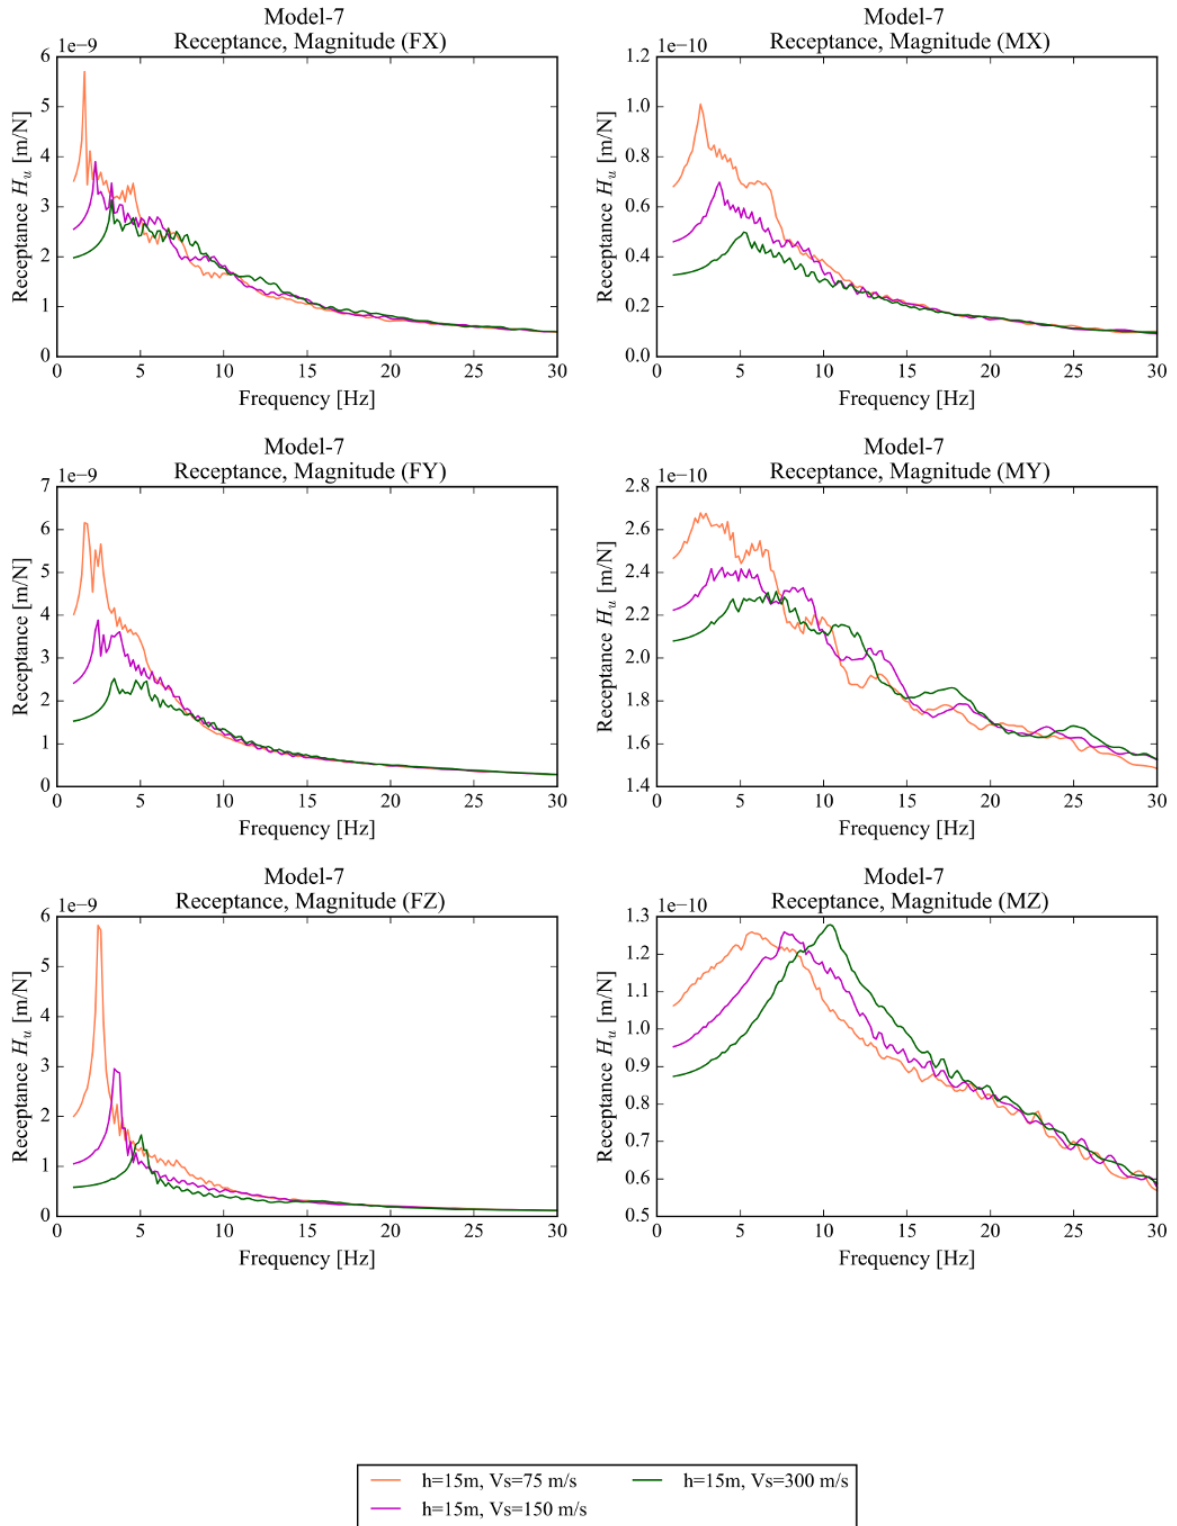 Model-7
Receptance, Magnitude (FX)
1e−9
6
5
4
3
2
1
0
0 5 10 15 20 25 30
Receptance H_u [m/N]
Frequency [Hz]
Model-7
Receptance, Magnitude (MX)
1e−10
1.2
1.0
0.8
0.6
0.4
0.2
0.0
0 5 10 15 20 25 30
Receptance H_u [m/N]
Frequency [Hz]
Model-7
Receptance, Magnitude (FY)
1e−9
7
6
5
4
3
2
1
0
0 5 10 15 20 25 30
Receptance [m/N]
Frequency [Hz]
Model-7
Receptance, Magnitude (MY)
1e−10
2.8
2.6
2.4
2.2
2.0
1.8
1.6
1.4
0 5 10 15 20 25 30
Receptance H_u [m/N]
Frequency [Hz]
Model-7
Receptance, Magnitude (FZ)
1e−9
6
5
4
3
2
1
0
0 5 10 15 20 25 30
Receptance H_u [m/N]
Frequency [Hz]
Model-7
Receptance, Magnitude (MZ)
1e−10
1.3
1.2
1.1
1.0
0.9
0.8
0.7
0.6
0.5
0 5 10 15 20 25 30
Receptance H_u [m/N]
Frequency [Hz]
h=15m, Vs=75 m/s
h=15m, Vs=150 m/s
h=15m, Vs=300 m/s